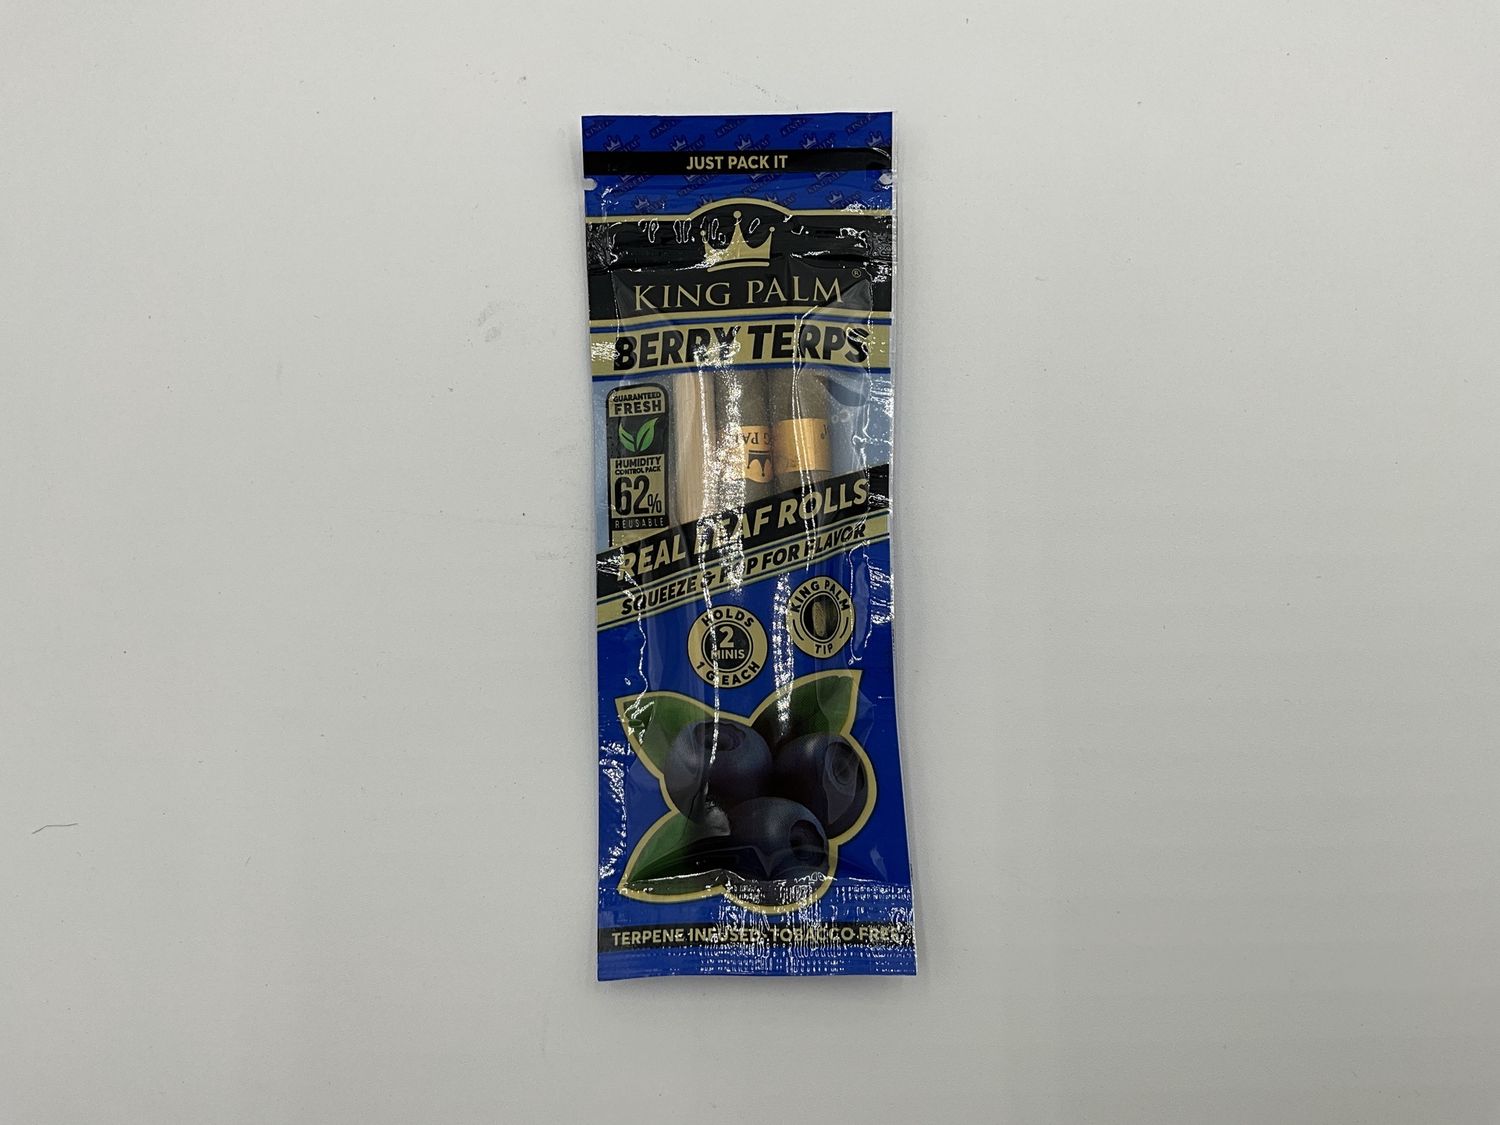 JUST PACK IT
KING PALM®
BERRY TERPS
GUARANTEED
FRESH
HUMIDITY
CONTROL PACK
62%
REUSABLE
REAL LEAF ROLLS
SQUEEZE & POP FOR FLAVOR
HOLDS
2
MINIS
1 G EACH
KING PALM
TIP
TERPENE INFUSED. TOBACCO FREE